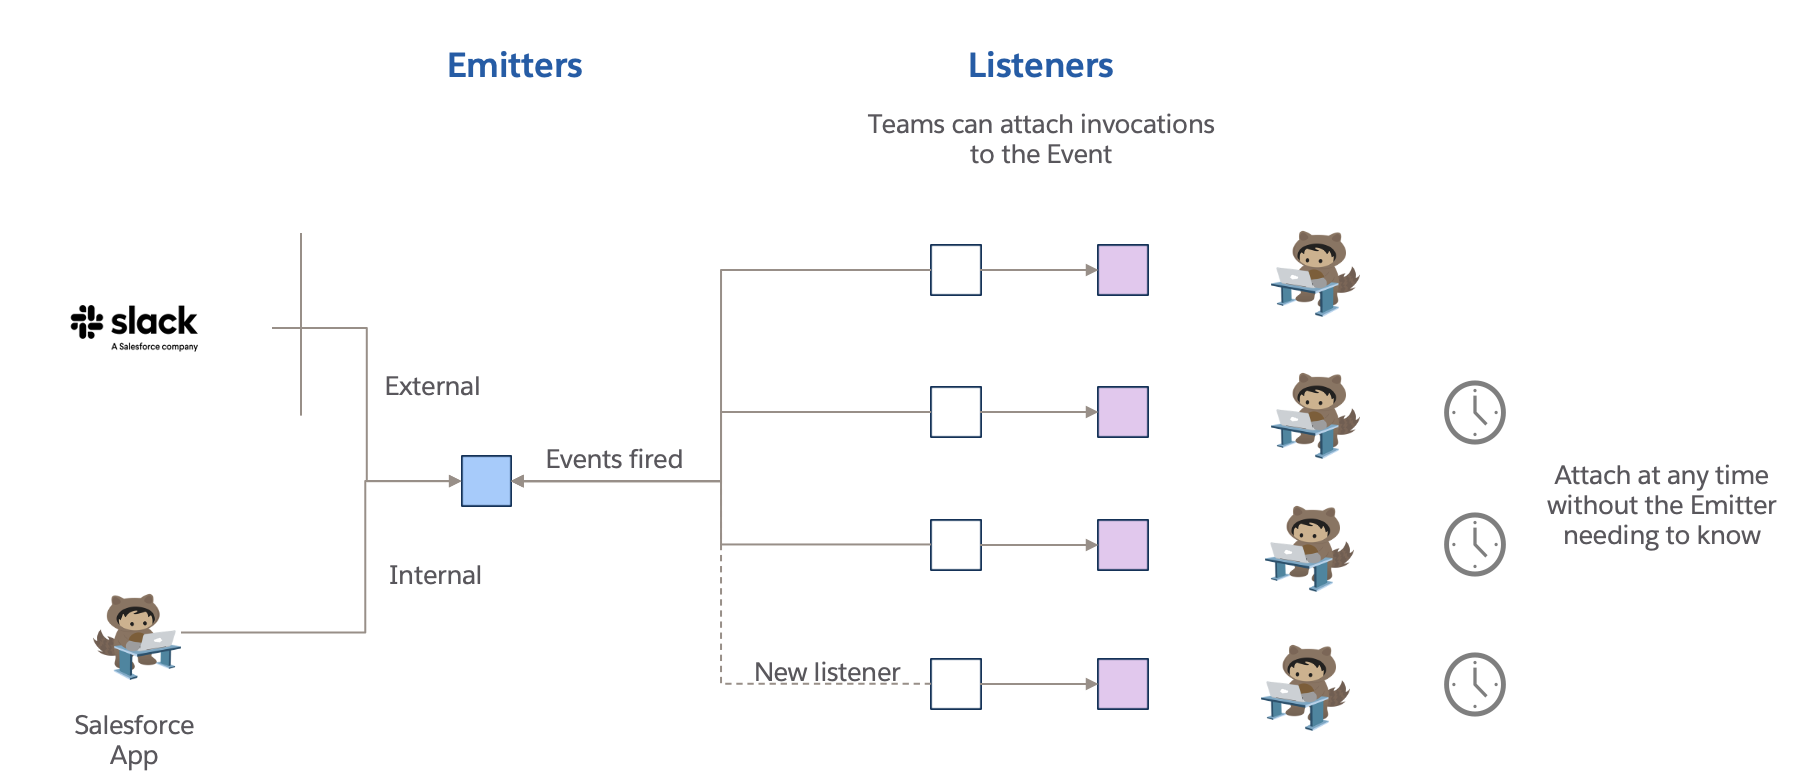 Emitters
Listeners
Teams can attach invocations
to the Event
slack
A Salesforce company
External
Events fired
Attach at any time
without the Emitter
needing to know
Internal
New listener
Salesforce
App